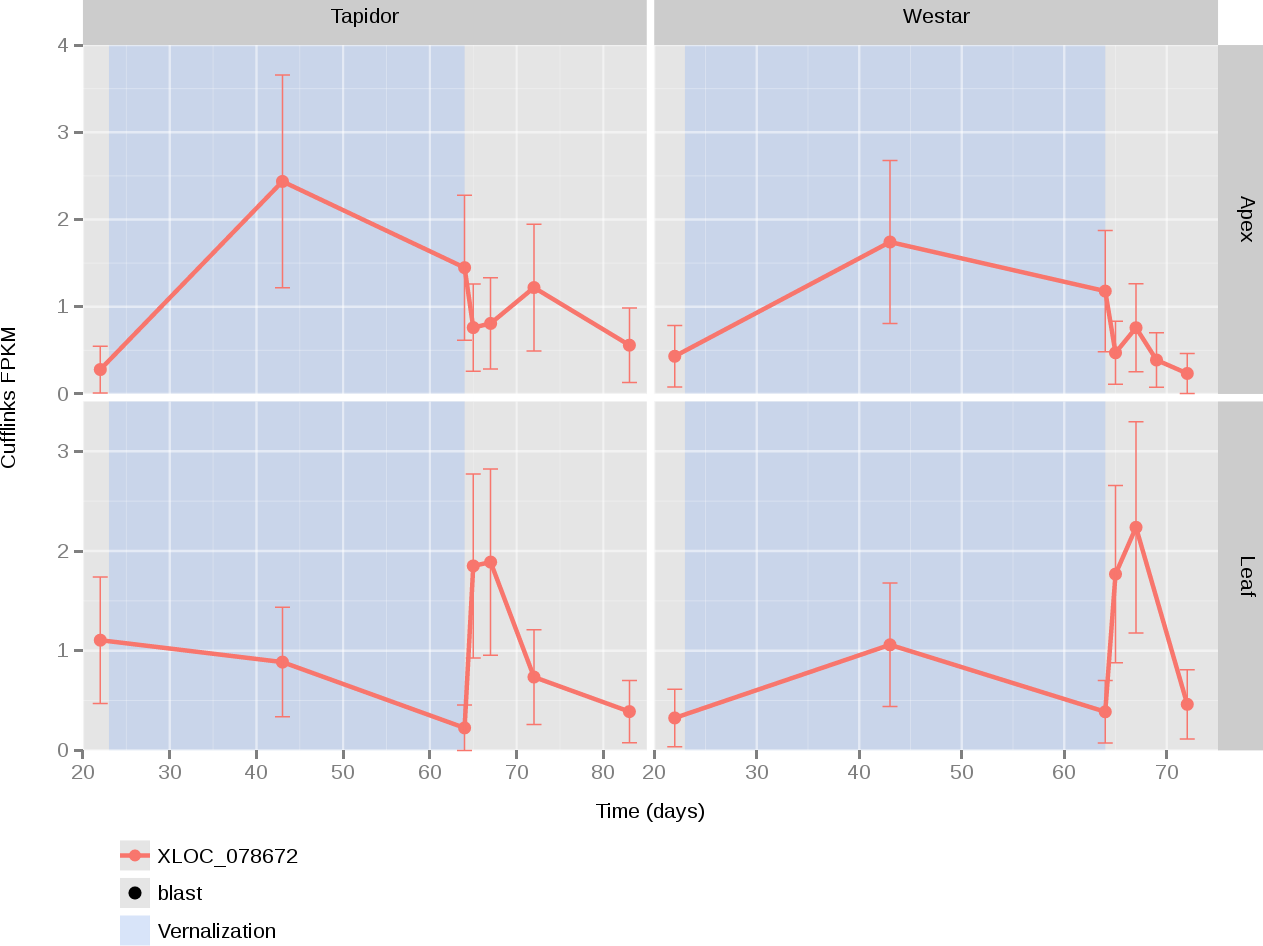 Tapidor Westar
4
3
2
1
0
Apex
Cufflinks FPKM
3
2
1
0
Leaf
20 30 40 50 60 70 80 20 30 40 50 60 70
Time (days)
XLOC_078672
blast
Vernalization